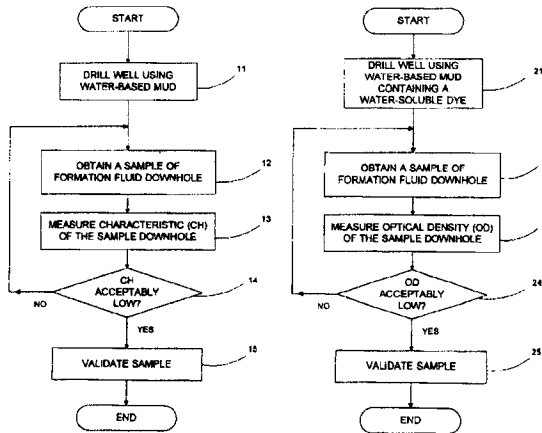 START
DRILL WELL USING
WATER-BASED MUD
11
OBTAIN A SAMPLE OF
FORMATION FLUID DOWNHOLE
12
MEASURE CHARACTERISTIC (CH)
OF THE SAMPLE DOWNHOLE
13
CH
ACCEPTABLY
LOW?
14
NO
YES
VALIDATE SAMPLE
15
END
START
DRILL WELL USING
WATER-BASED MUD
CONTAINING A
WATER-SOLUBLE DYE
21
OBTAIN A SAMPLE OF
FORMATION FLUID DOWNHOLE
MEASURE OPTICAL DENSITY (OD)
OF THE SAMPLE DOWNHOLE
OD
ACCEPTABLY
LOW?
24
NO
YES
VALIDATE SAMPLE
25
END